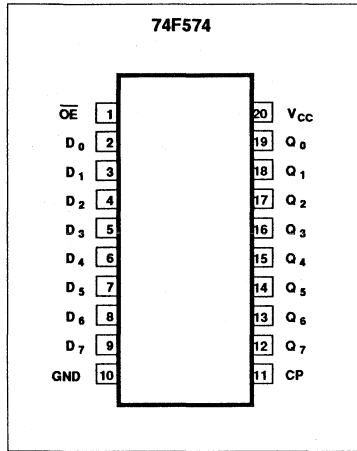 74F574
OE 1 20 VCC
D0 2 19 Q0
D1 3 18 Q1
D2 4 17 Q2
D3 5 16 Q3
D4 6 15 Q4
D5 7 14 Q5
D6 8 13 Q6
D7 9 12 Q7
GND 10 11 CP